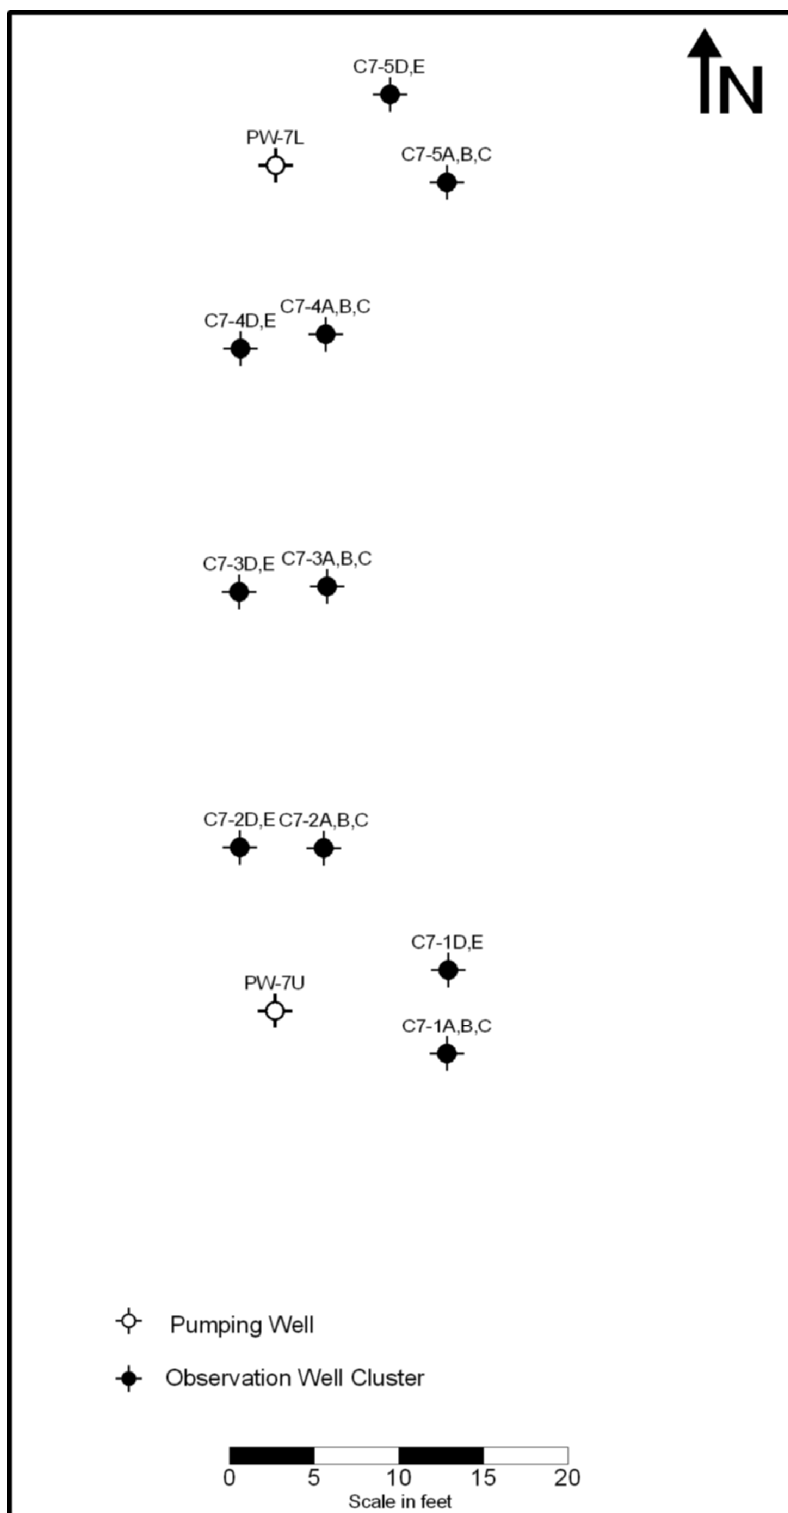 C7-5D,E
N
PW-7L
C7-5A,B,C
C7-4A,B,C
C7-4D,E
C7-3A,B,C
C7-3D,E
C7-2D,E C7-2A,B,C
C7-1D,E
PW-7U
C7-1A,B,C
Pumping Well
Observation Well Cluster
0 5 10 15 20
Scale in feet